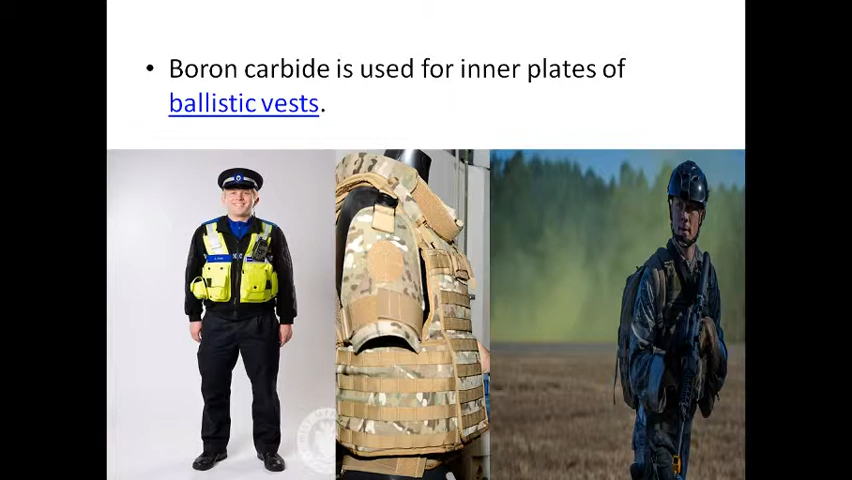 • Boron carbide is used for inner plates of
ballistic vests.